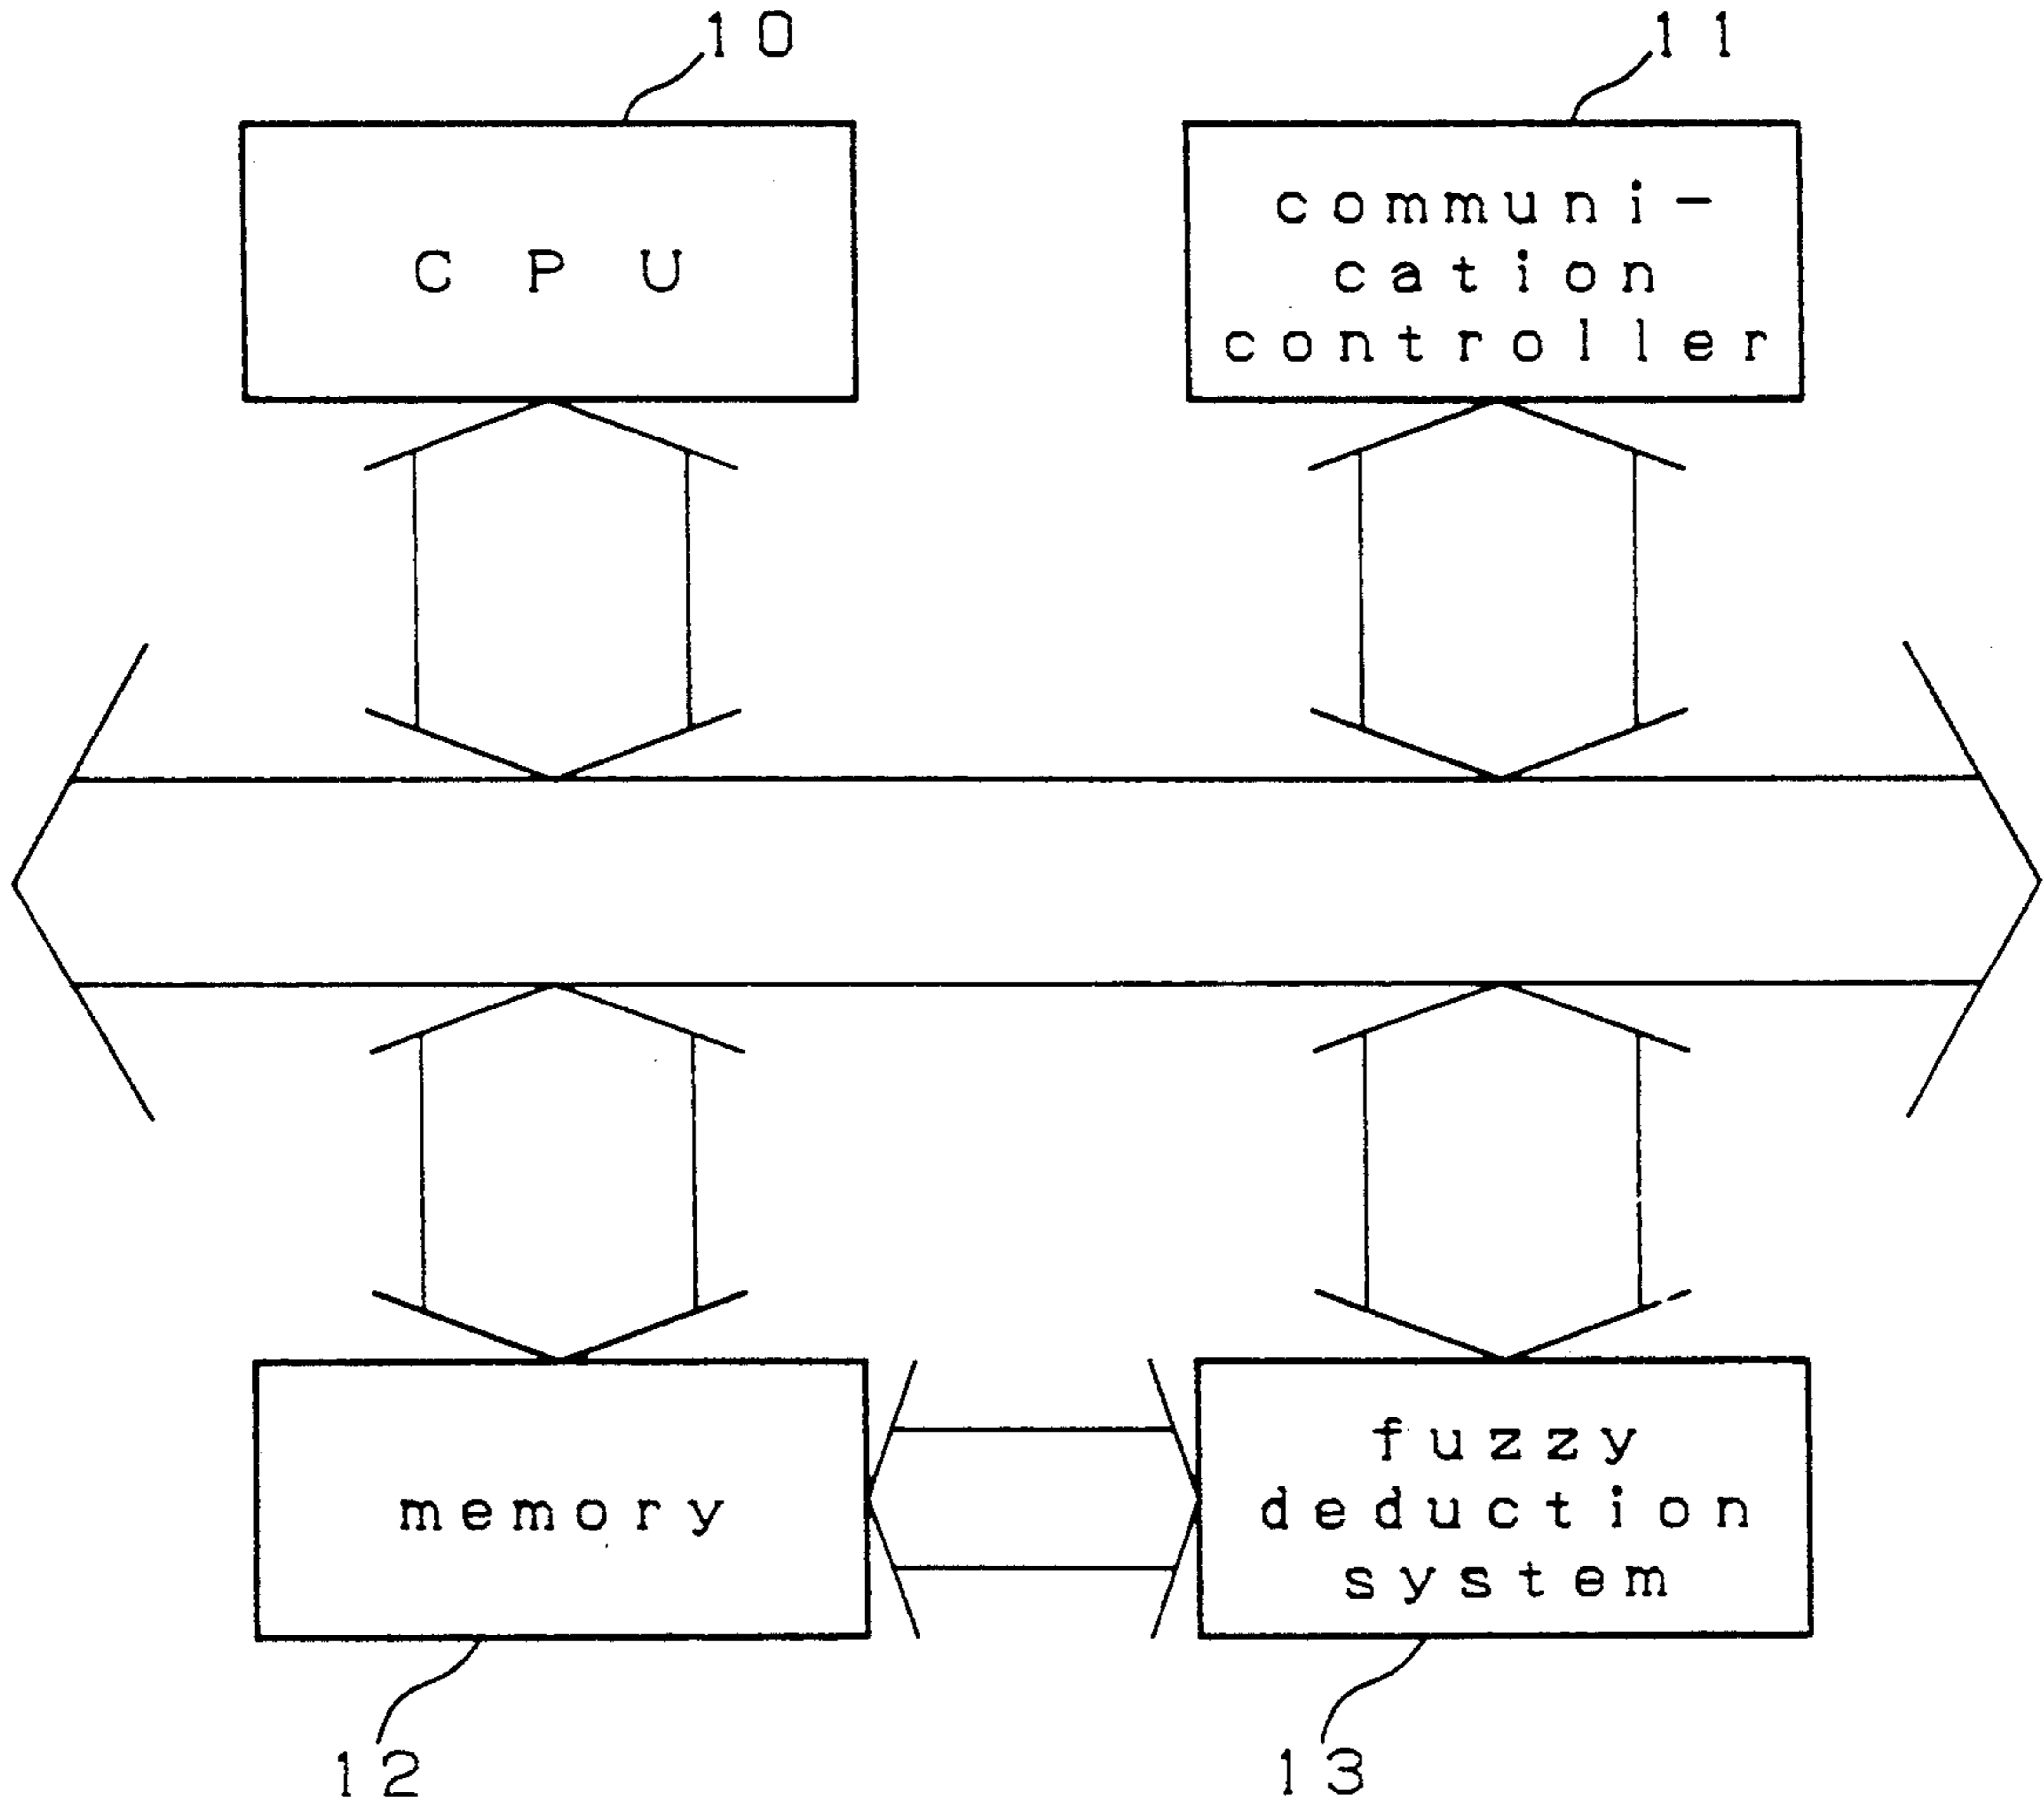 10
11
CPU
communi-
cation
controller
memory
fuzzy
deduction
system
12
13